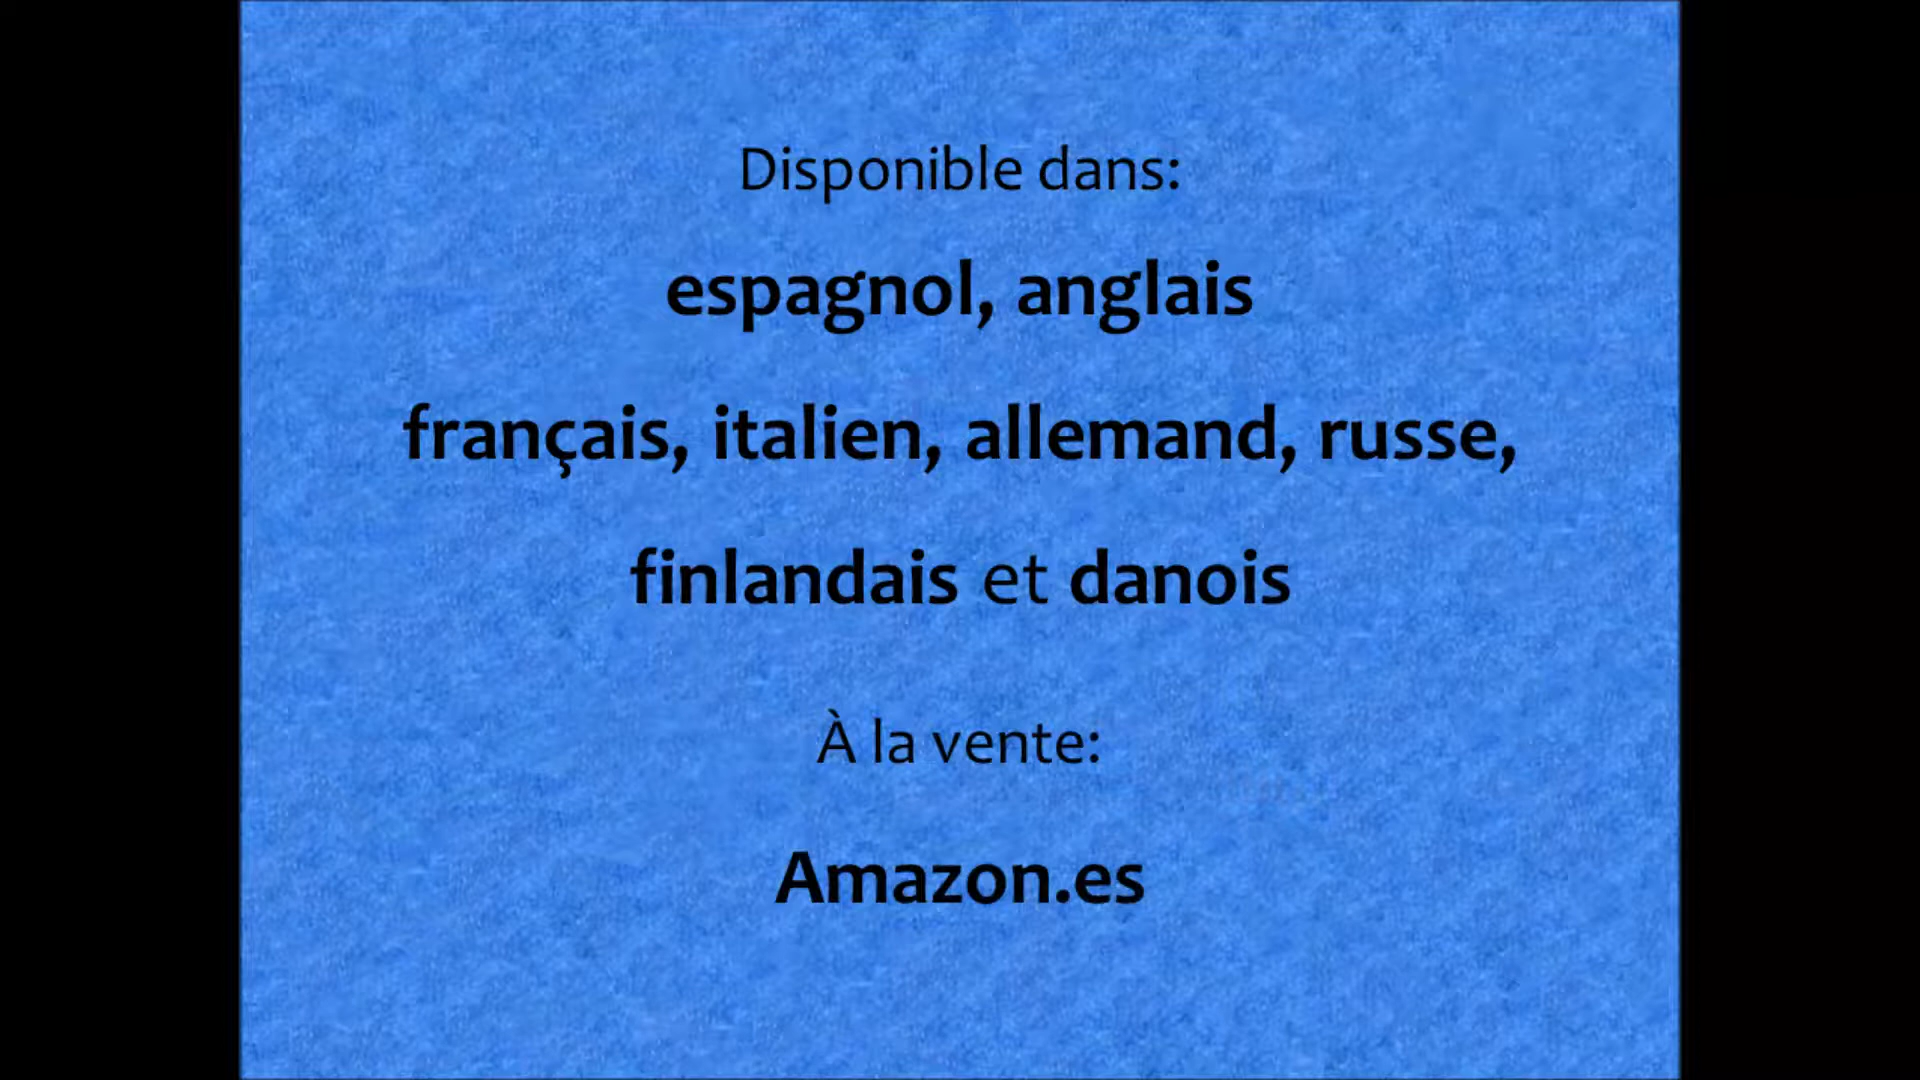 Disponible dans:
espagnol, anglais
français, italien, allemand, russe,
finlandais et danois
À la vente:
Amazon.es